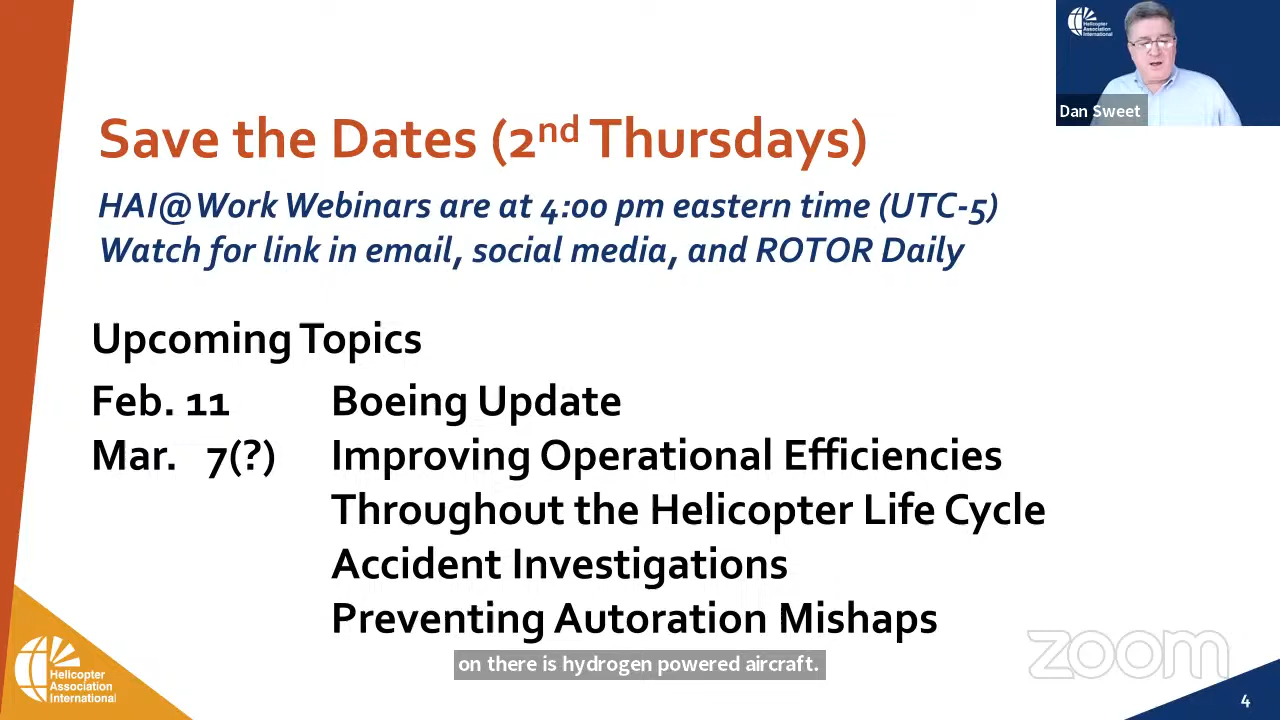 Helicopter
Association
International
Dan Sweet
Save the Dates (2nd Thursdays)
HAI@Work Webinars are at 4:00 pm eastern time (UTC-5)
Watch for link in email, social media, and ROTOR Daily
Upcoming Topics
Feb. 11 Boeing Update
Mar. 7(?) Improving Operational Efficiencies
Throughout the Helicopter Life Cycle
Accident Investigations
Preventing Autoration Mishaps
on there is hydrogen powered aircraft.
zoom
Helicopter
Association
International
4